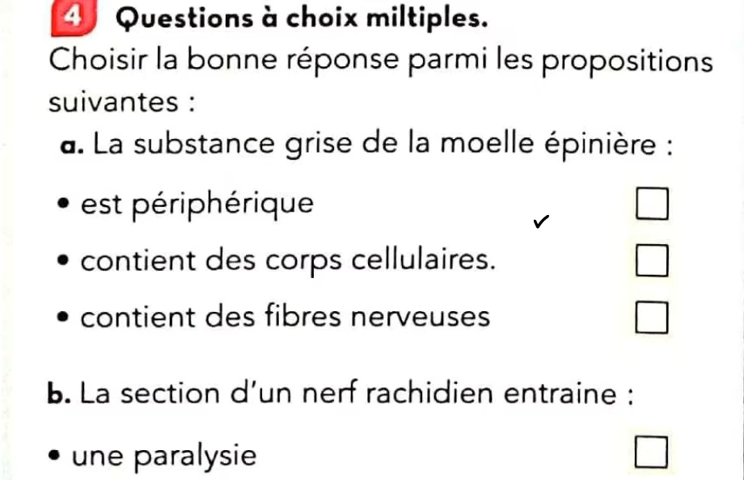 4 Questions à choix miltiples.
Choisir la bonne réponse parmi les propositions
suivantes :
a. La substance grise de la moelle épinière :
• est périphérique
• contient des corps cellulaires.
• contient des fibres nerveuses
b. La section d'un nerf rachidien entraine :
• une paralysie